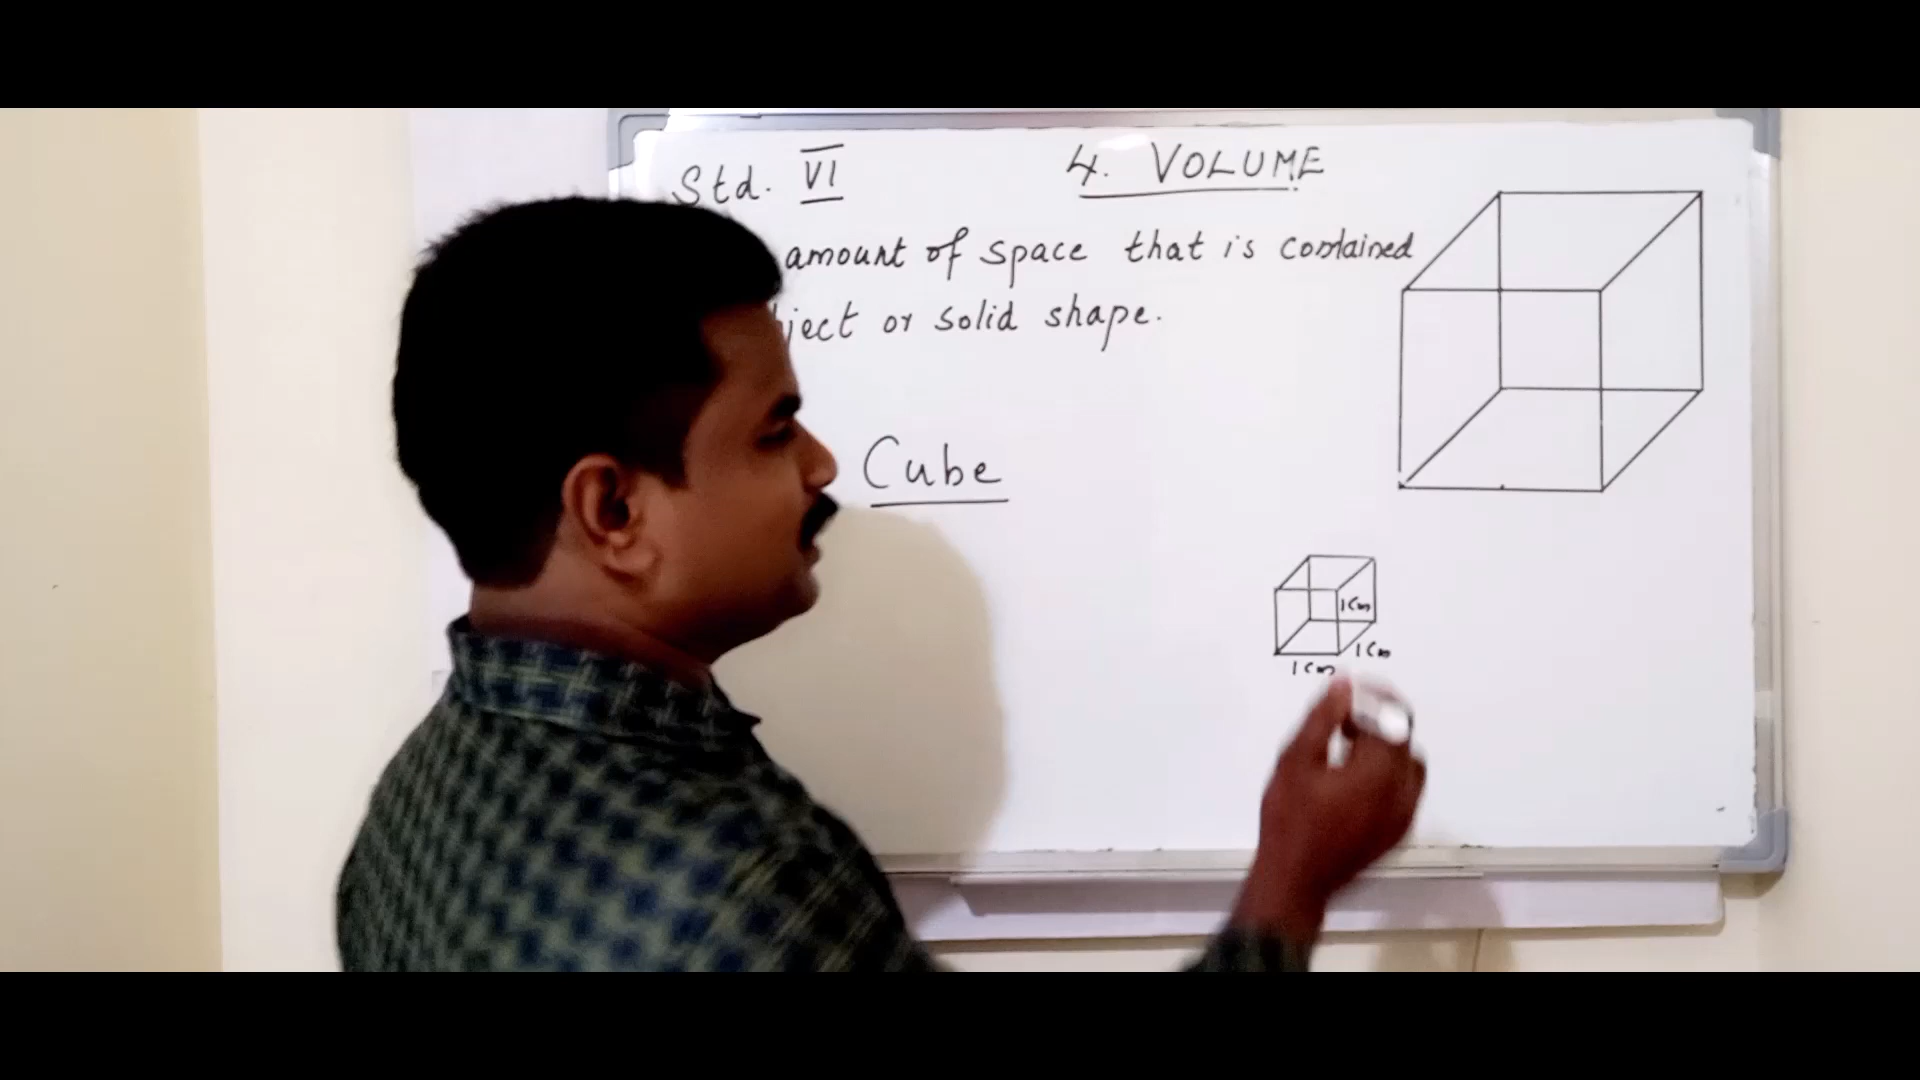 Std. VI
4. VOLUME
amount of space that is contained
ject or solid shape.
Cube
1cm
1cm
1cm